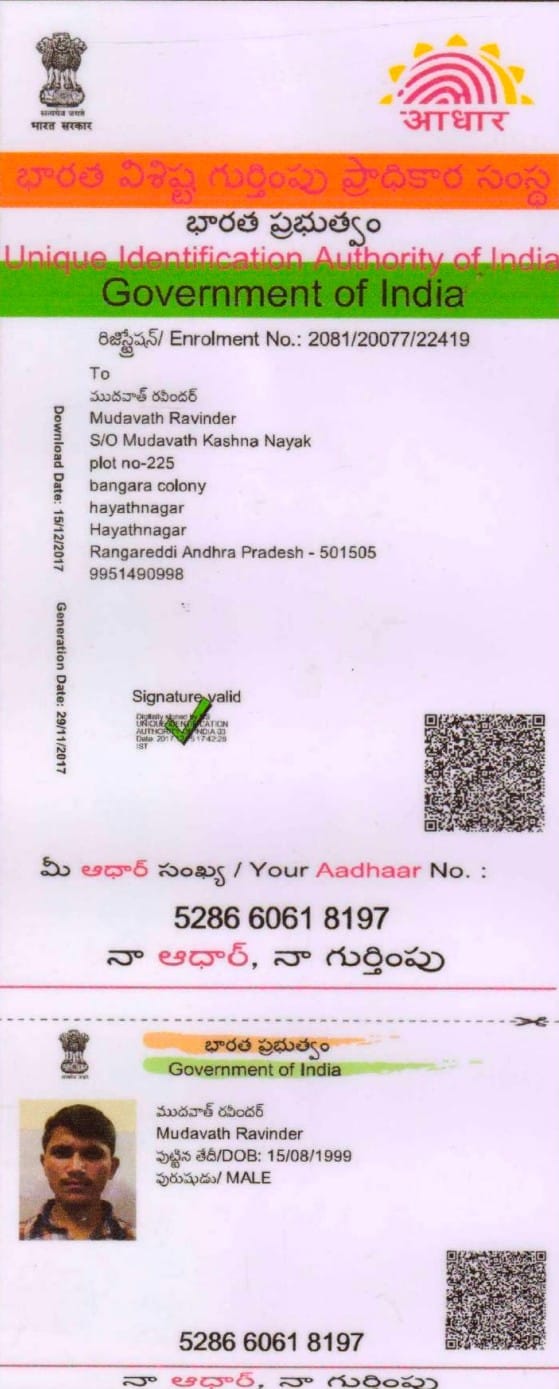 सत्यमेव जयते
भारत सरकार
आधार
భారత విశిష్ట గుర్తింపు ప్రాధికార సంస్థ
భారత ప్రభుత్వం
Unique Identification Authority of India
Government of India
రిజిస్ట్రేషన్/ Enrolment No.: 2081/20077/22419
To
ముదవాత్ రవీందర్
Mudavath Ravinder
S/O Mudavath Kashna Nayak
plot no-225
bangara colony
hayathnagar
Hayathnagar
Rangareddi Andhra Pradesh - 501505
9951490998
Download Date: 15/12/2017
Generation Date: 29/11/2017
Signature valid
Digitally signed by
UNIQUE IDENTIFICATION
AUTHORITY OF INDIA 03
Date: 2017 17:42:28
IST
మీ ఆధార్ సంఖ్య / Your Aadhaar No. :
5286 6061 8197
నా ఆధార్, నా గుర్తింపు
భారత ప్రభుత్వం
Government of India
ముదవాత్ రవీందర్
Mudavath Ravinder
పుట్టిన తేదీ/DOB: 15/08/1999
పురుషుడు/ MALE
5286 6061 8197
నా ఆధార్, నా గుర్తింపు